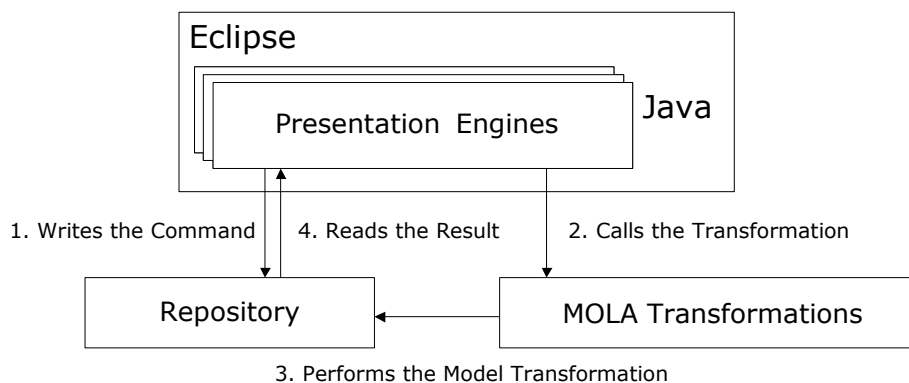 Eclipse
Java
Presentation Engines
1. Writes the Command
4. Reads the Result
2. Calls the Transformation
Repository
MOLA Transformations
3. Performs the Model Transformation